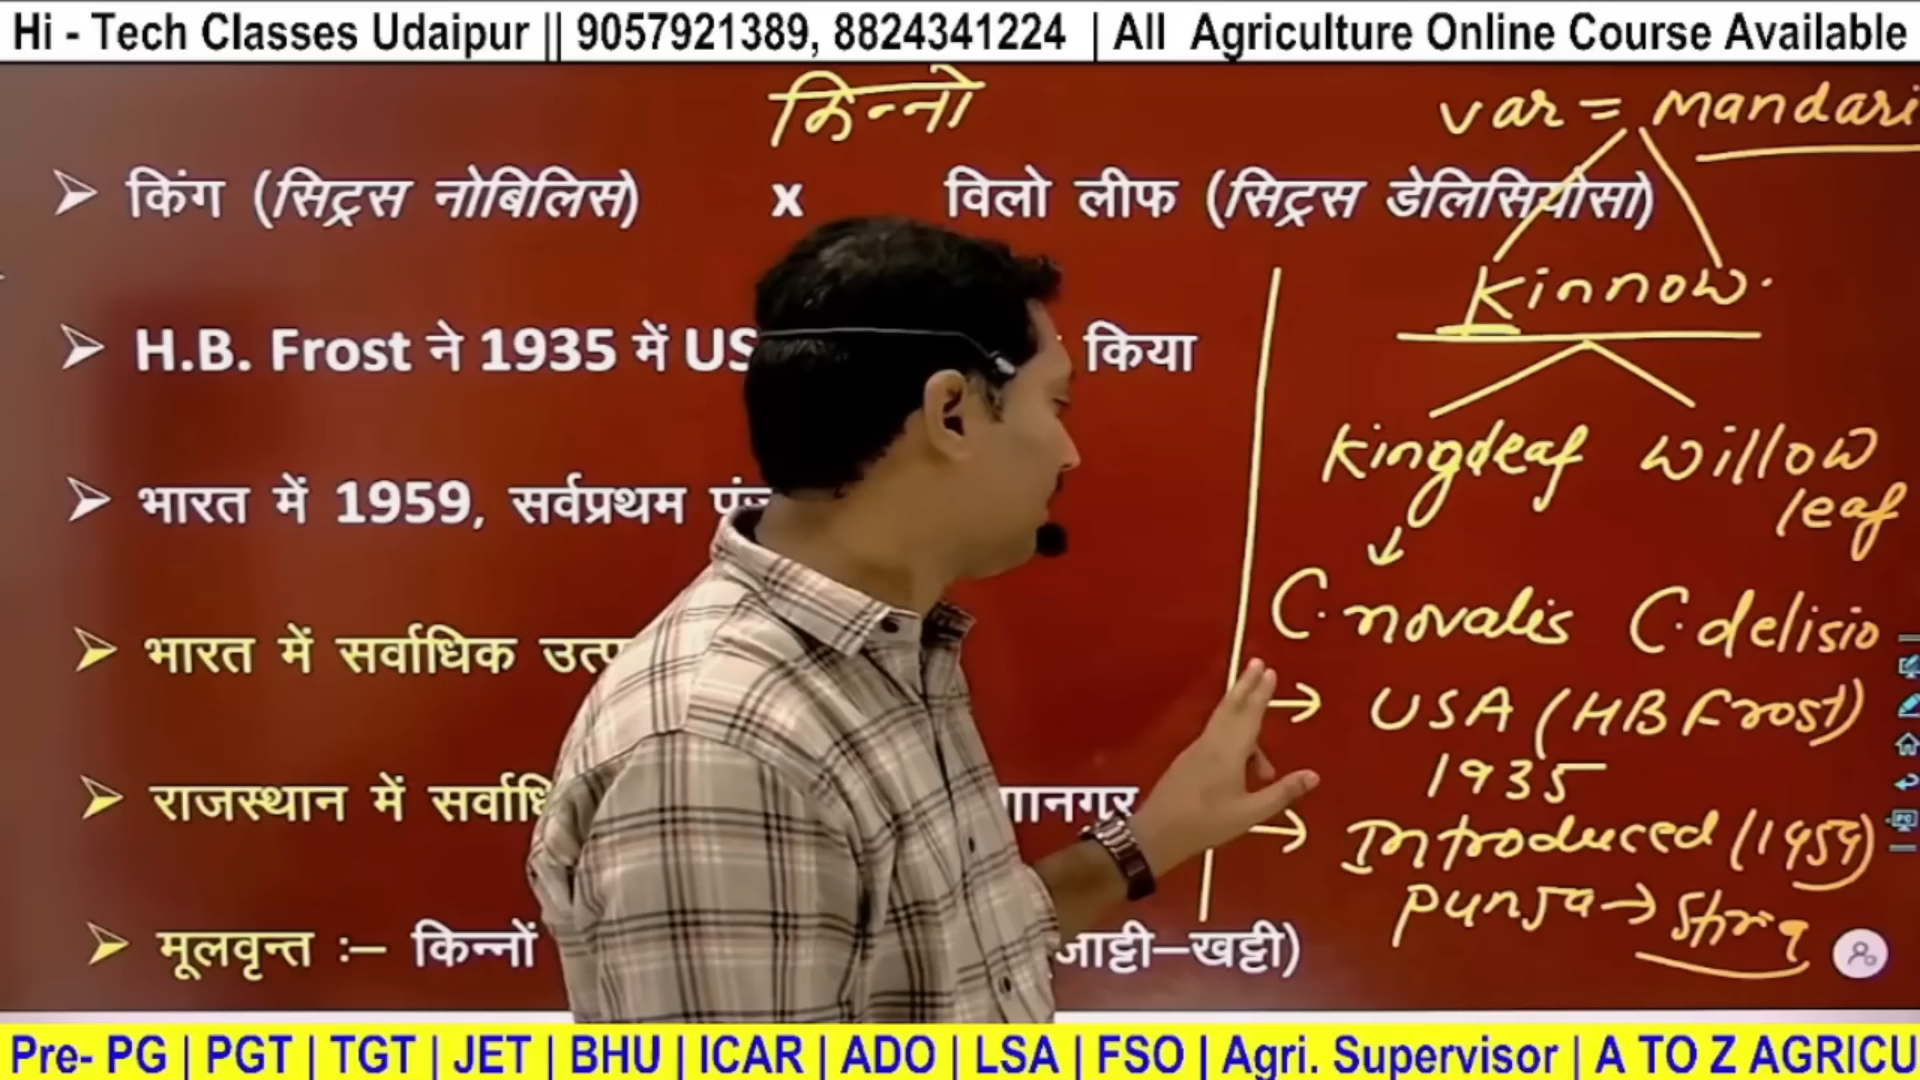 Hi - Tech Classes Udaipur || 9057921389, 8824341224 | All Agriculture Online Course Available
किन्नो
var = Mandari
किंग (सिट्रस नोबिलिस) x विलो लीफ (सिट्रस डेलिसियोसा)
Kinnow
H.B. Frost ने 1935 में US किया
Kingleaf willow
leaf
भारत में 1959, सर्वप्रथम पंज
C. novalis C. delisio
भारत में सर्वाधिक उत्प
→ USA (HB Frost)
1935
राजस्थान में सर्वाधि गानगर
→ Introduced (1959)
punja →
मूलवृन्त :– किन्नों जाट्टी–खट्टी)
Pre- PG | PGT | TGT | JET | BHU | ICAR | ADO | LSA | FSO | Agri. Supervisor | A TO Z AGRICU